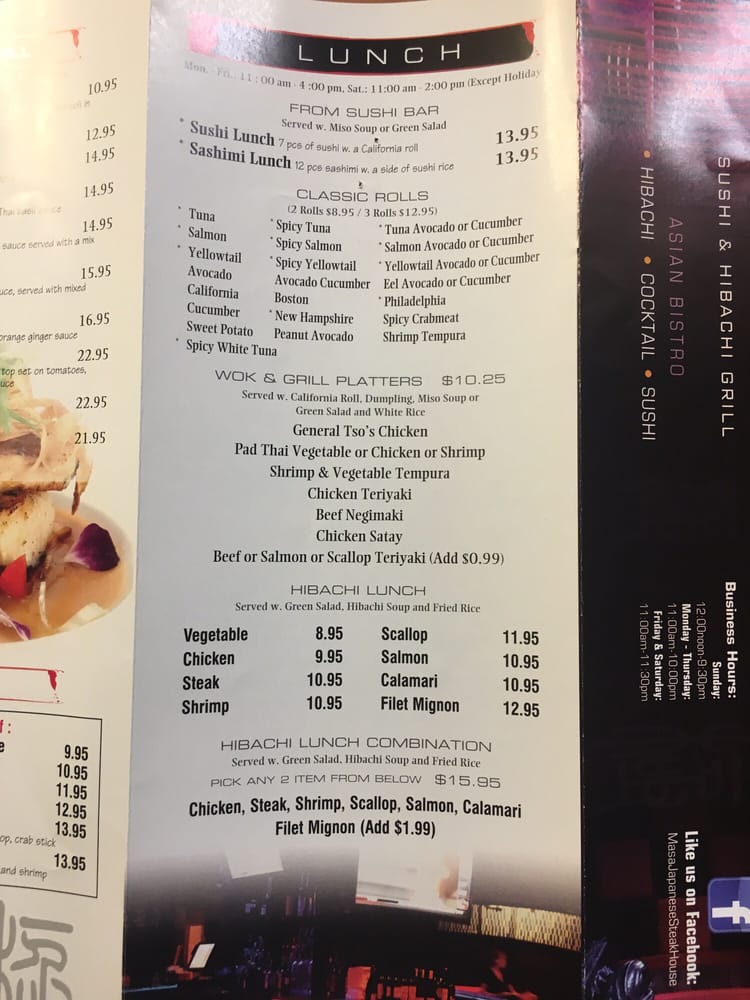 10.95
12.95
14.95
14.95
14.95
sauce served with a mix
15.95
uce, served with mixed
16.95
orange ginger sauce
22.95
top set on tomatoes,
uce
22.95
21.95
f :
e
9.95
10.95
11.95
12.95
13.95
op, crab stick
13.95
and shrimp
LUNCH
Mon. - Fri.: 11:00 am - 4:00 pm, Sat.: 11:00 am - 2:00 pm (Except Holiday
FROM SUSHI BAR
Served w. Miso Soup or Green Salad
* Sushi Lunch 7 pcs of sushi w. a California roll 13.95
* Sashimi Lunch 12 pcs sashimi w. a side of sushi rice 13.95
CLASSIC ROLLS
(2 Rolls $8.95 / 3 Rolls $12.95)
* Tuna
* Salmon
* Yellowtail
Avocado
California
Cucumber
Sweet Potato
* Spicy White Tuna
* Spicy Tuna
* Spicy Salmon
* Spicy Yellowtail
Avocado Cucumber
Boston
* New Hampshire
Peanut Avocado
* Tuna Avocado or Cucumber
* Salmon Avocado or Cucumber
* Yellowtail Avocado or Cucumber
Eel Avocado or Cucumber
* Philadelphia
Spicy Crabmeat
Shrimp Tempura
WOK & GRILL PLATTERS $10.25
Served w. California Roll, Dumpling, Miso Soup or
Green Salad and White Rice
General Tso's Chicken
Pad Thai Vegetable or Chicken or Shrimp
Shrimp & Vegetable Tempura
Chicken Teriyaki
Beef Negimaki
Chicken Satay
Beef or Salmon or Scallop Teriyaki (Add $0.99)
HIBACHI LUNCH
Served w. Green Salad, Hibachi Soup and Fried Rice
Vegetable 8.95
Chicken 9.95
Steak 10.95
Shrimp 10.95
Scallop 11.95
Salmon 10.95
Calamari 10.95
Filet Mignon 12.95
HIBACHI LUNCH COMBINATION
Served w. Green Salad, Hibachi Soup and Fried Rice
PICK ANY 2 ITEM FROM BELOW $15.95
Chicken, Steak, Shrimp, Scallop, Salmon, Calamari
Filet Mignon (Add $1.99)
SUSHI & HIBACHI GRILL
ASIAN BISTRO
• HIBACHI • COCKTAIL • SUSHI
Business Hours:
Sunday:
12:00noon-9:30pm
Monday - Thursday:
11:00am-10:00pm
Friday & Saturday:
11:00am-11:30pm
Like us on Facebook:
MasaJapaneseSteakHouse
f